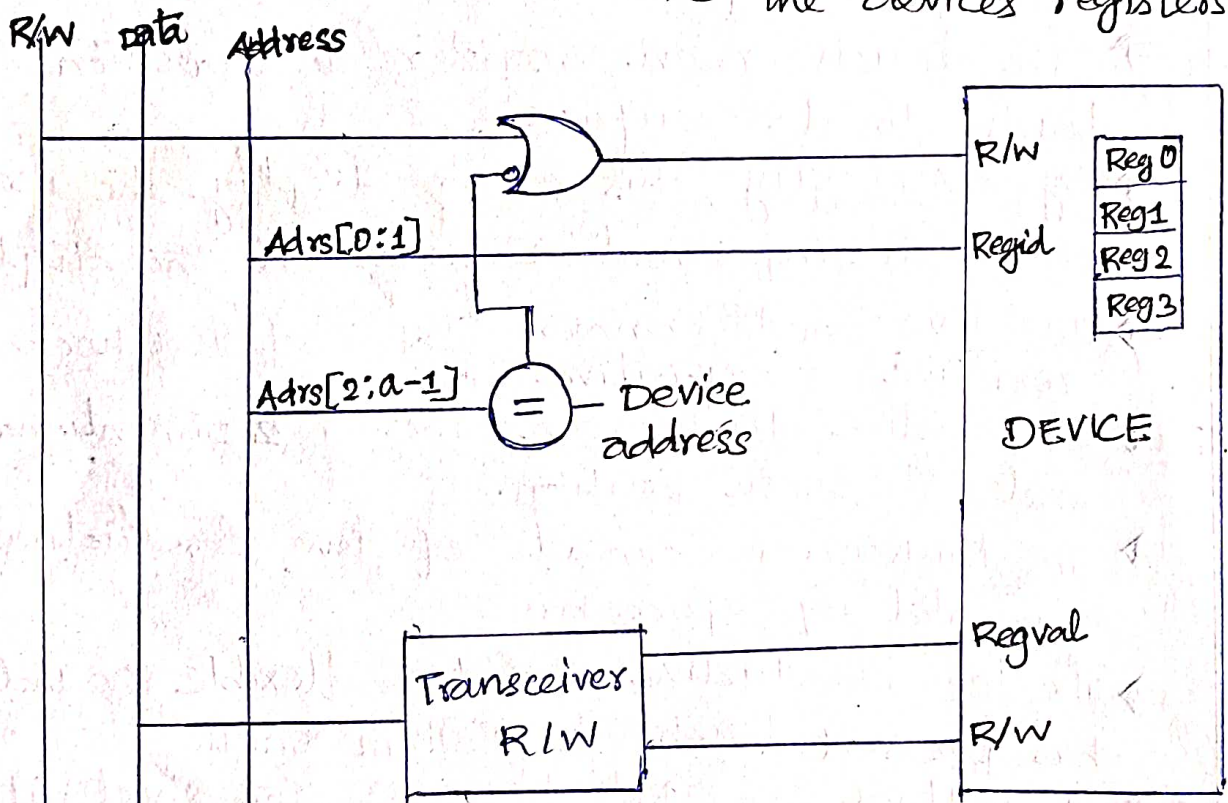 the devices registers
R/W Data Address
R/W
Reg 0
Reg1
Adrs[0:1]
Regid
Reg 2
Reg3
Adrs[2:a-1]
=
Device
address
DEVICE
Regval
Transceiver
R/W
R/W